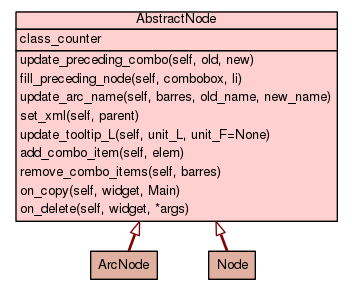 AbstractNode
class_counter
update_preceding_combo(self, old, new)
fill_preceding_node(self, combobox, li)
update_arc_name(self, barres, old_name, new_name)
set_xml(self, parent)
update_tooltip_L(self, unit_L, unit_F=None)
add_combo_item(self, elem)
remove_combo_items(self, barres)
on_copy(self, widget, Main)
on_delete(self, widget, *args)
ArcNode
Node